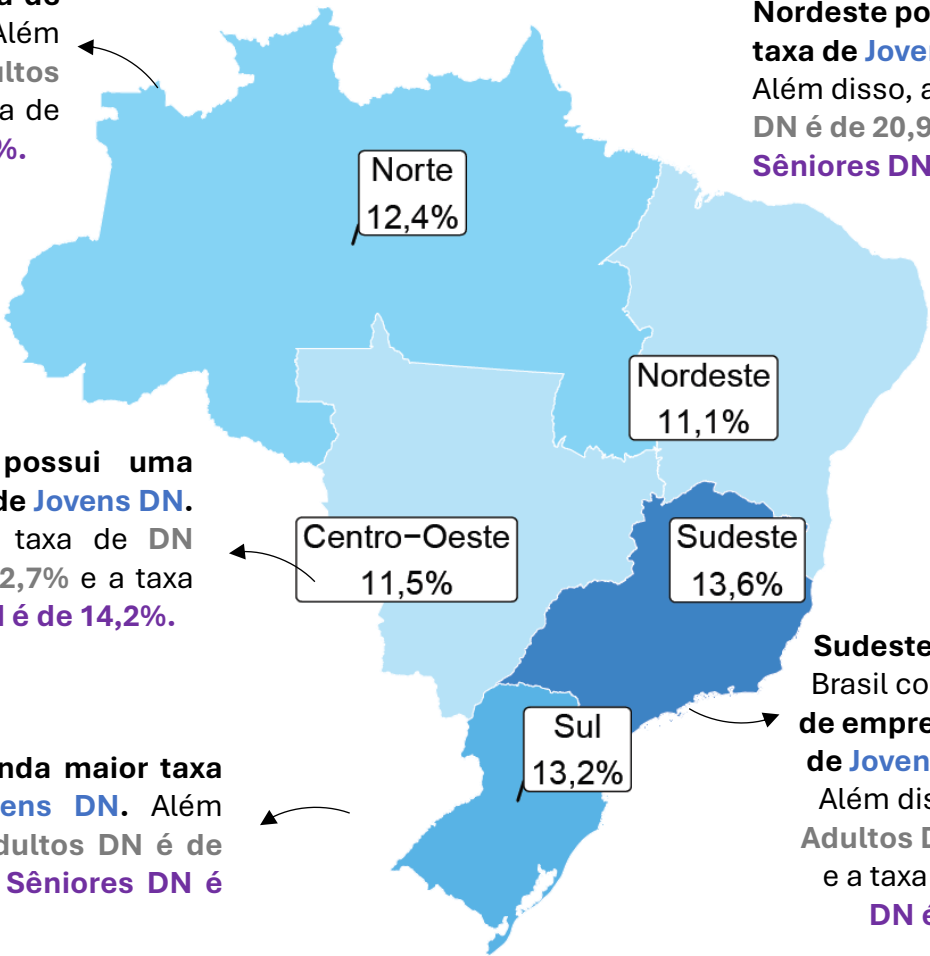 de
Além
ultos
a de
%.
Nordeste po
taxa de Jove
Além disso, a
DN é de 20,9
Sêniores DN
Norte
12,4%
Nordeste
11,1%
possui uma
de Jovens DN.
taxa de DN
2,7% e a taxa
é de 14,2%.
Centro−Oeste
11,5%
Sudeste
13,6%
Sudeste
Brasil co
de empre
de Joven
Além dis
Adultos D
e a taxa
DN é
Sul
13,2%
nda maior taxa
ens DN. Além
dultos DN é de
Sêniores DN é